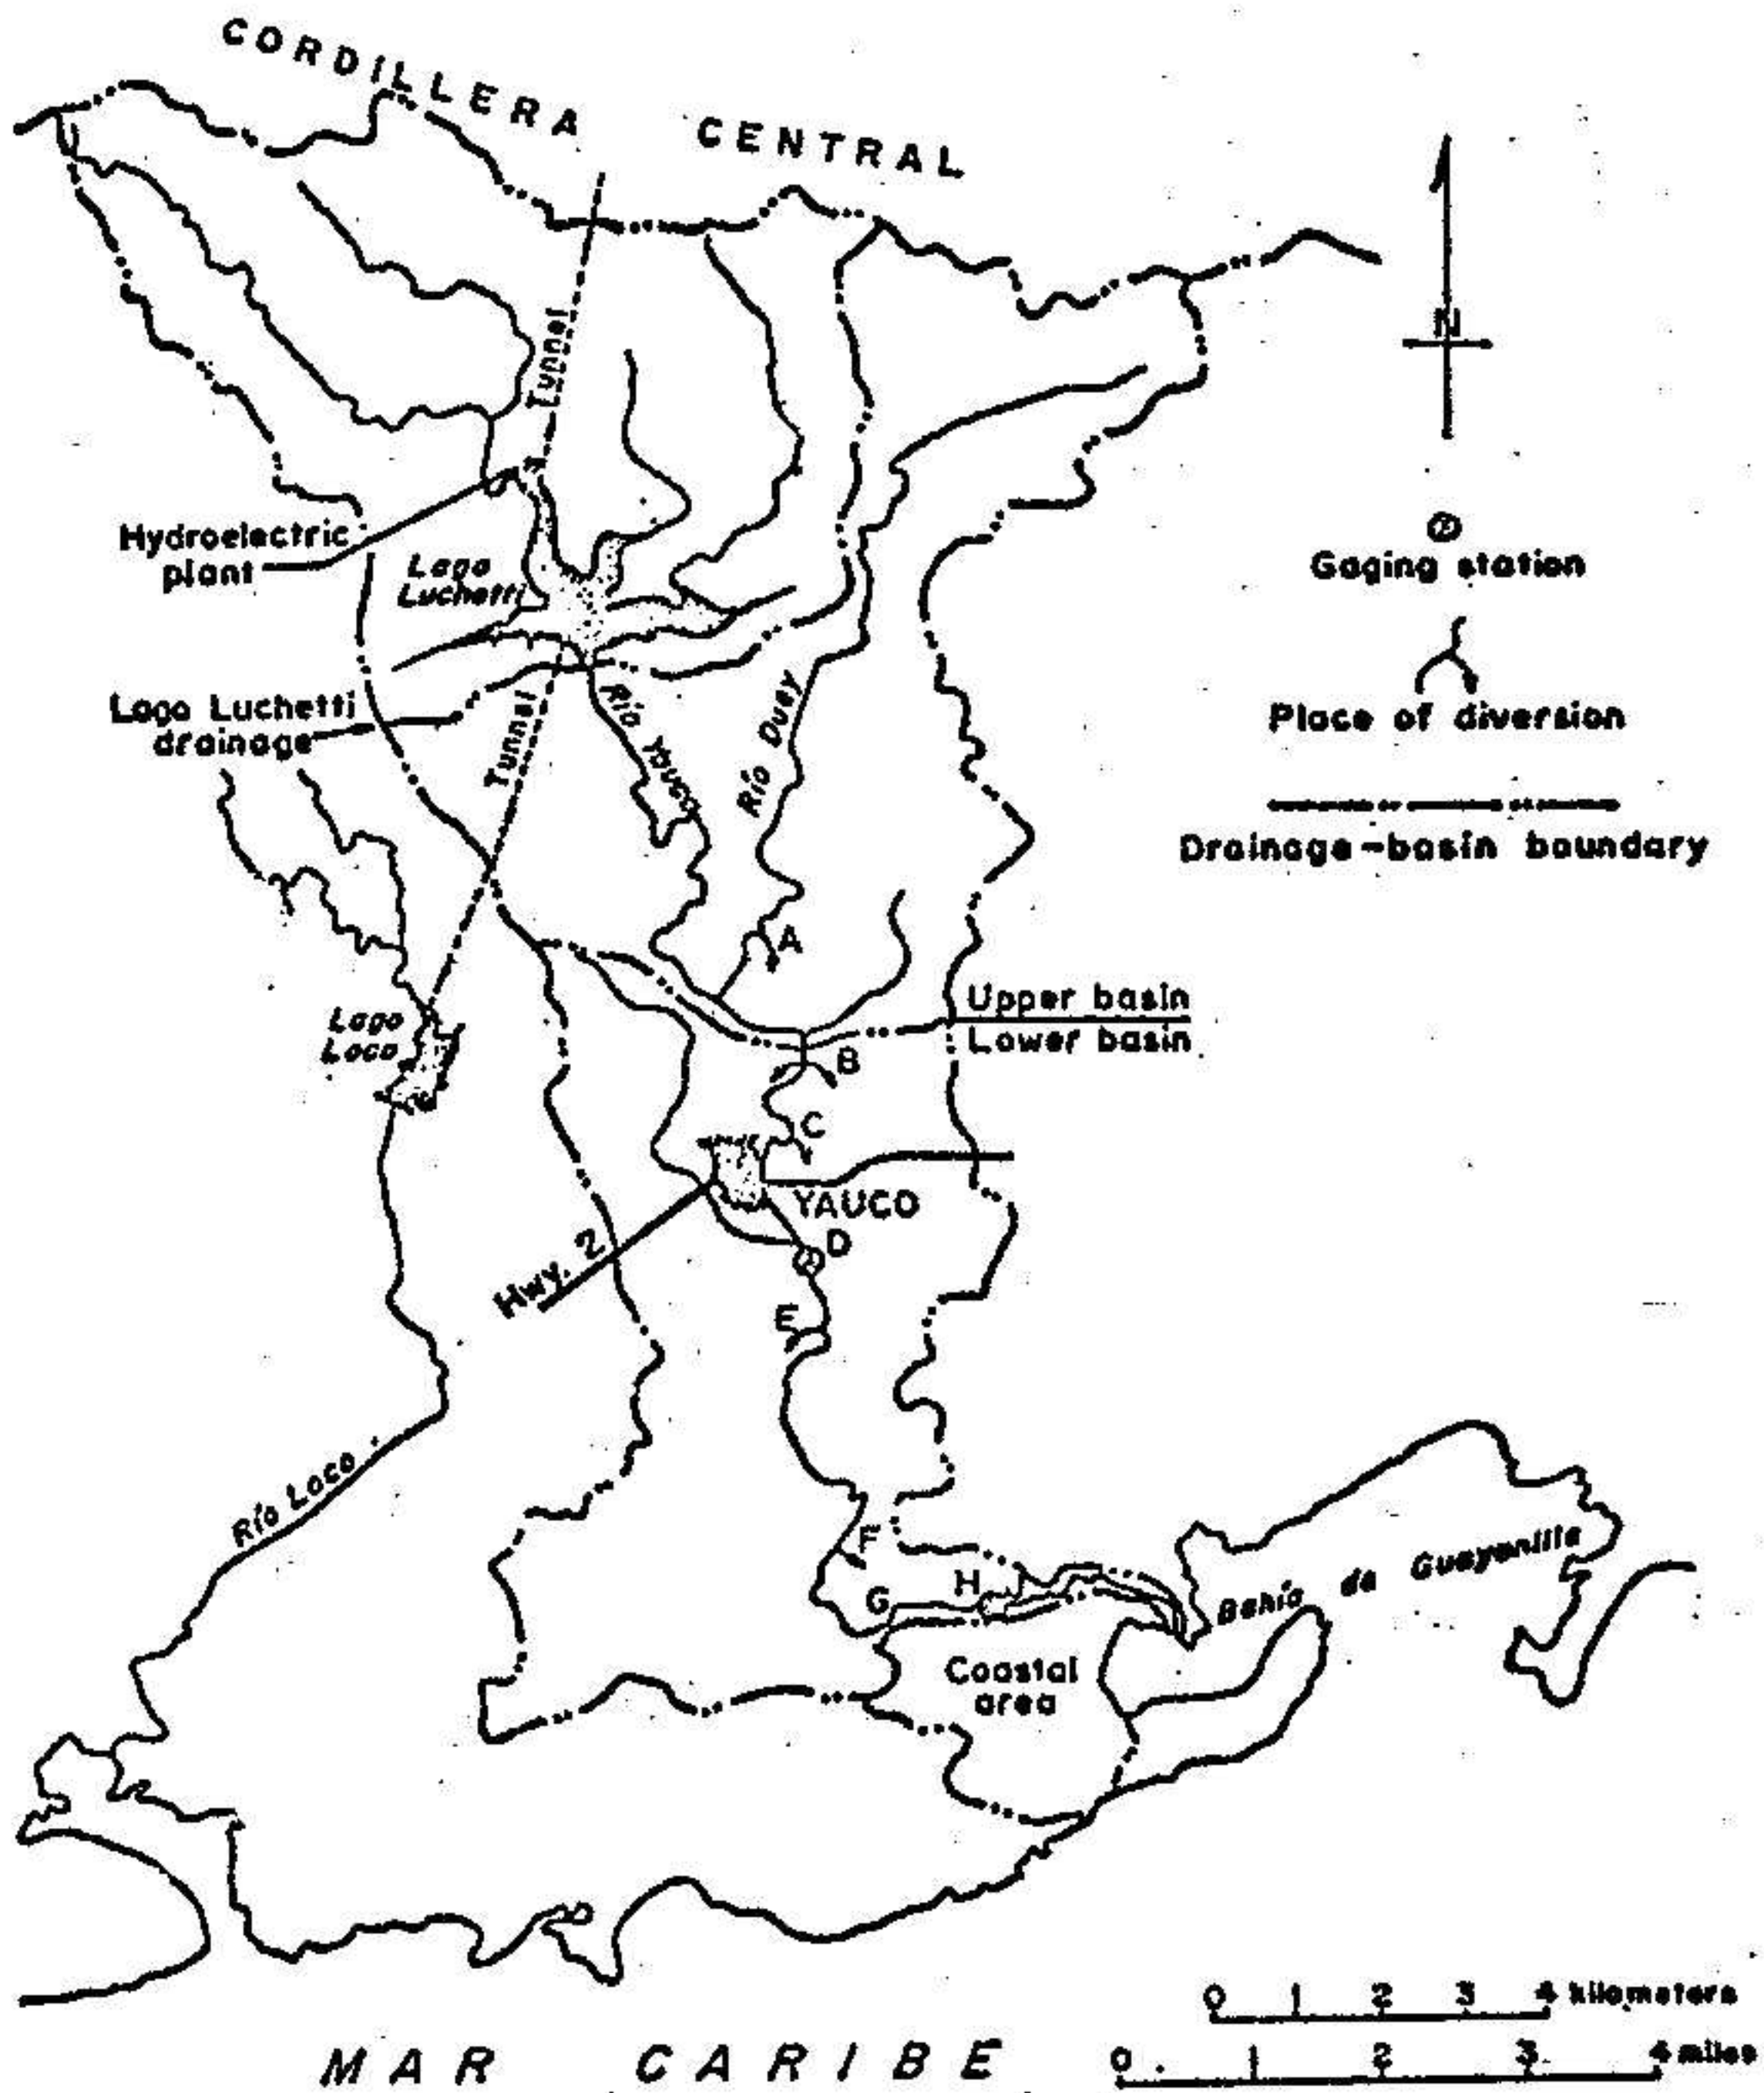 CORDILLERA CENTRAL
Tunnel
N
Hydroelectric
plant
Lago
Luchetti
Gaging station
Place of diversion
Drainage-basin boundary
Lago Luchetti
drainage
Tunnel
Río Yauco
Río Duey
A
Upper basin
Lower basin
Lago
Loco
B
C
YAUCO
D
Hwy. 2
E
Río Loco
F
G
H
Bahía de Guayanilla
Coastal
area
0 1 2 3 4 kilometers
0 1 2 3 4 miles
MAR CARIBE